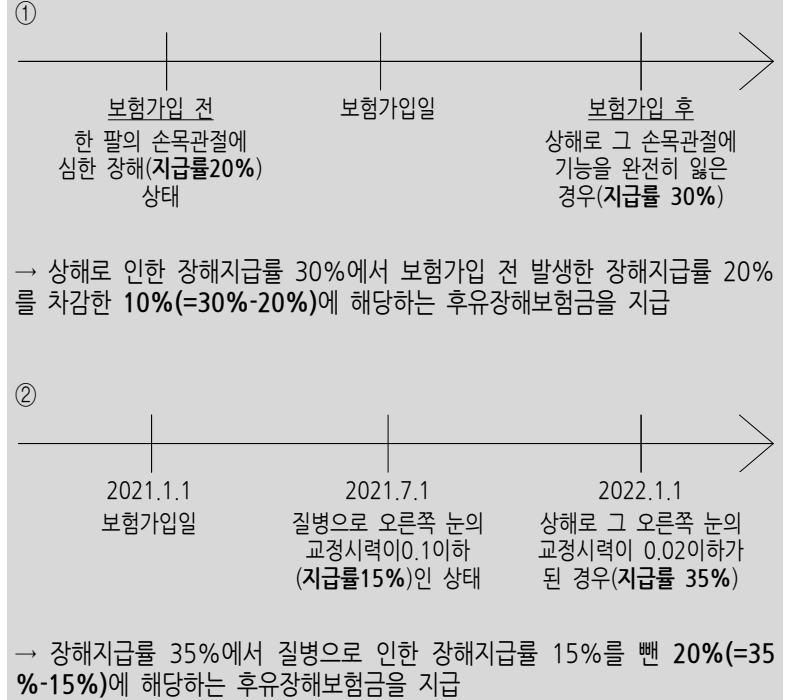 ①
보험가입 전 보험가입일 보험가입 후
한 팔의 손목관절에 상해로 그 손목관절에
심한 장해(지급률20%) 기능을 완전히 잃은
상태 경우(지급률 30%)
→ 상해로 인한 장해지급률 30%에서 보험가입 전 발생한 장해지급률 20%
를 차감한 10%(=30%-20%)에 해당하는 후유장해보험금을 지급
②
2021.1.1 2021.7.1 2022.1.1
보험가입일 질병으로 오른쪽 눈의 상해로 그 오른쪽 눈의
교정시력이0.1이하 교정시력이 0.02이하가
(지급률15%)인 상태 된 경우(지급률 35%)
→ 장해지급률 35%에서 질병으로 인한 장해지급률 15%를 뺀 20%(=35
%-15%)에 해당하는 후유장해보험금을 지급